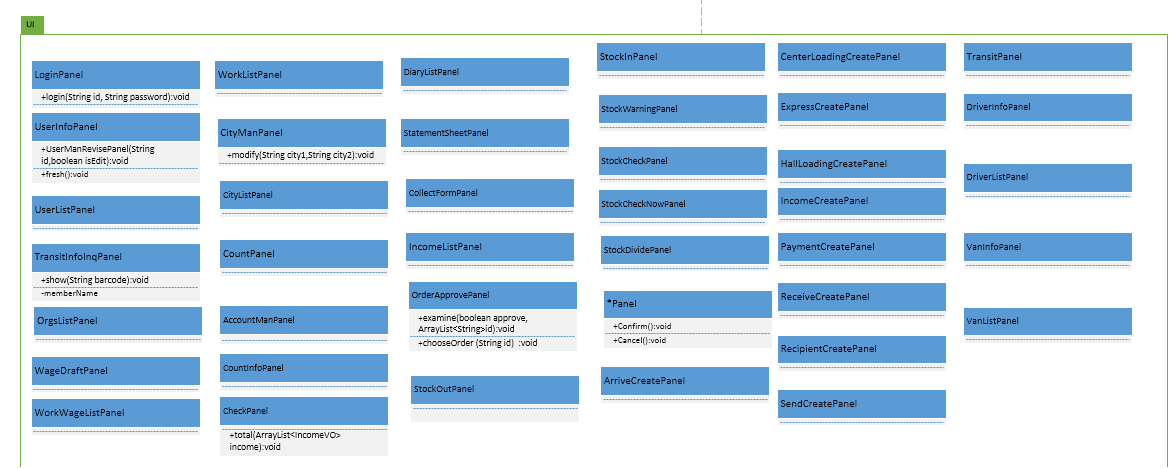 UI
LoginPanel
+login(String id, String password):void
UserInfoPanel
+UserManRevisePanel(String
id,boolean isEdit):void
+fresh():void
UserListPanel
TransitInfoInqPanel
+show(String barcode):void
-memberName
OrgsListPanel
WageDraftPanel
WorkWageListPanel
WorkListPanel
CityManPanel
+modify(String city1,String city2):void
CityListPanel
CountPanel
AccountManPanel
CountInfoPanel
CheckPanel
+total(ArrayList<IncomeVO>
income):void
DiaryListPanel
StatementSheetPanel
CollectFormPanel
IncomeListPanel
OrderApprovePanel
+examine(boolean approve,
ArrayList<String>id):void
+chooseOrder (String id) :void
StockOutPanel
StockInPanel
StockWarningPanel
StockCheckPanel
StockCheckNowPanel
StockDividePanel
*Panel
+Confirm():void
+Cancel():void
ArriveCreatePanel
CenterLoadingCreatePanel
ExpressCreatePanel
HallLoadingCreatePanel
IncomeCreatePanel
PaymentCreatePanel
ReceiveCreatePanel
RecipientCreatePanel
SendCreatePanel
TransitPanel
DriverInfoPanel
DriverListPanel
VanInfoPanel
VanListPanel